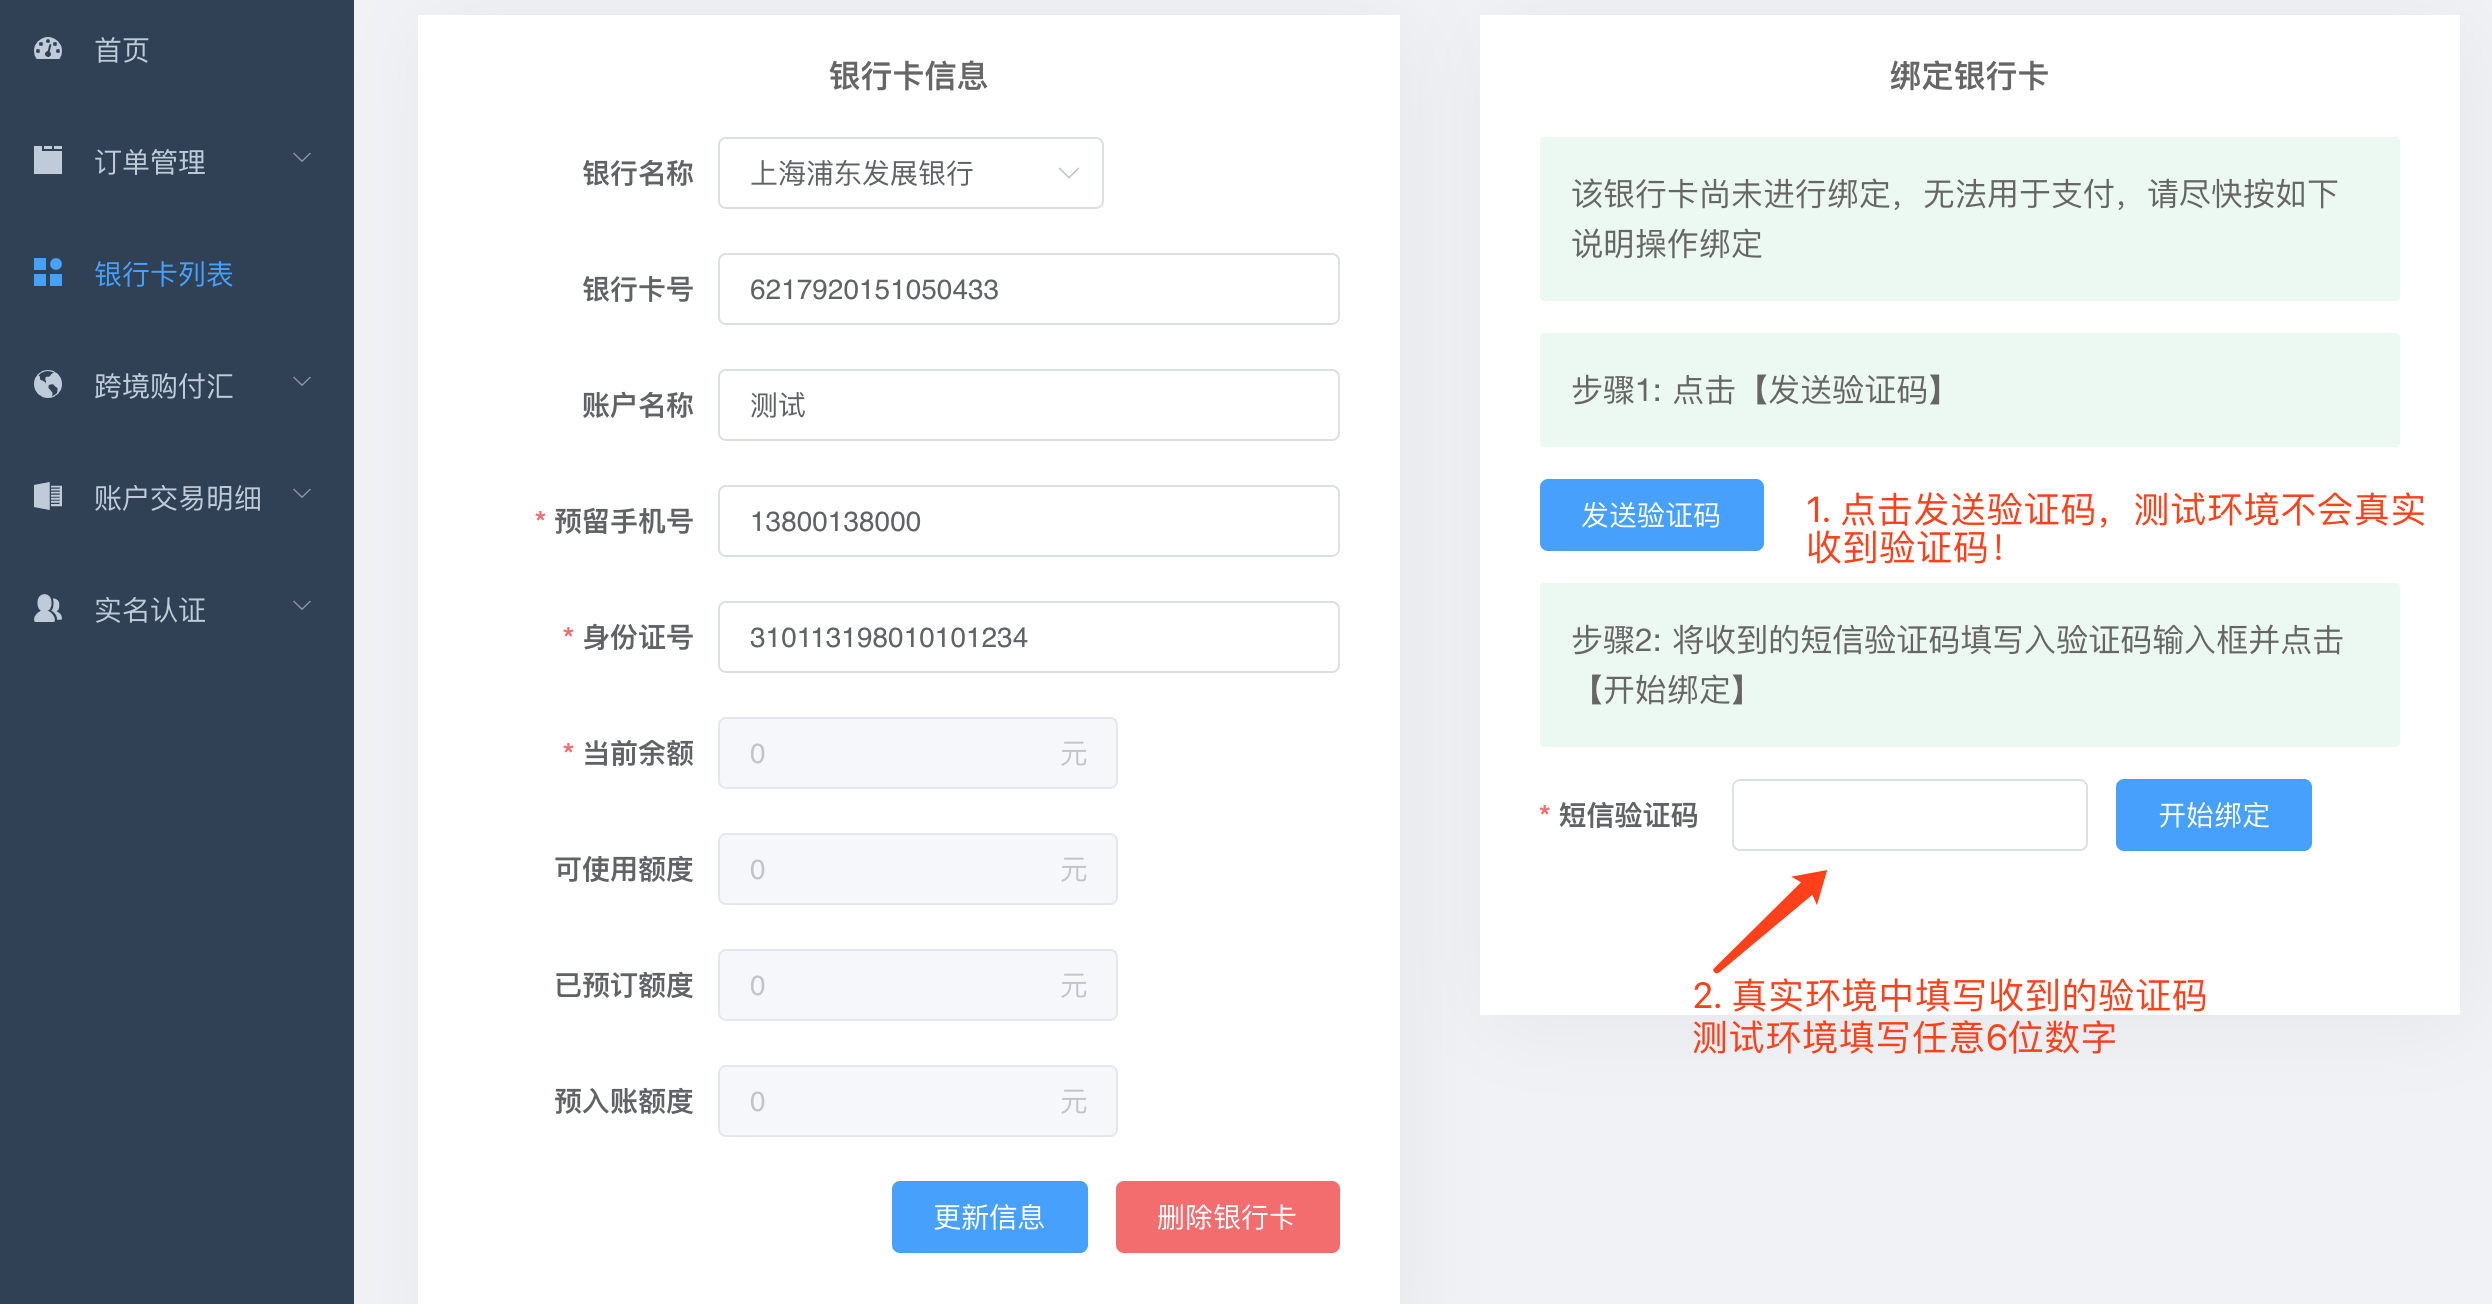 首页
订单管理
银行卡列表
跨境购付汇
账户交易明细
实名认证
银行卡信息
银行名称
上海浦东发展银行
银行卡号
6217920151050433
账户名称
测试
* 预留手机号
13800138000
* 身份证号
310113198010101234
* 当前余额
0 元
可使用额度
0 元
已预订额度
0 元
预入账额度
0 元
更新信息
删除银行卡
绑定银行卡
该银行卡尚未进行绑定，无法用于支付，请尽快按如下
说明操作绑定
步骤1: 点击【发送验证码】
发送验证码
1. 点击发送验证码，测试环境不会真实
收到验证码！
步骤2: 将收到的短信验证码填写入验证码输入框并点击
【开始绑定】
* 短信验证码
开始绑定
2. 真实环境中填写收到的验证码
测试环境填写任意6位数字